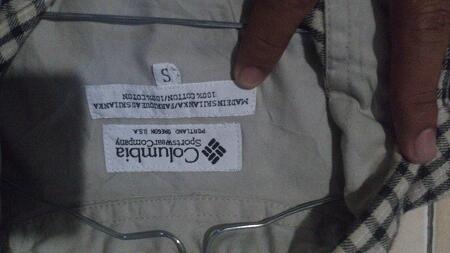 Columbia
Sportswear Company
PORTLAND OREGON U.S.A.
MADE IN SRI LANKA/FABRIQUE AU SRI LANKA
100% COTTON/100% COTON
S